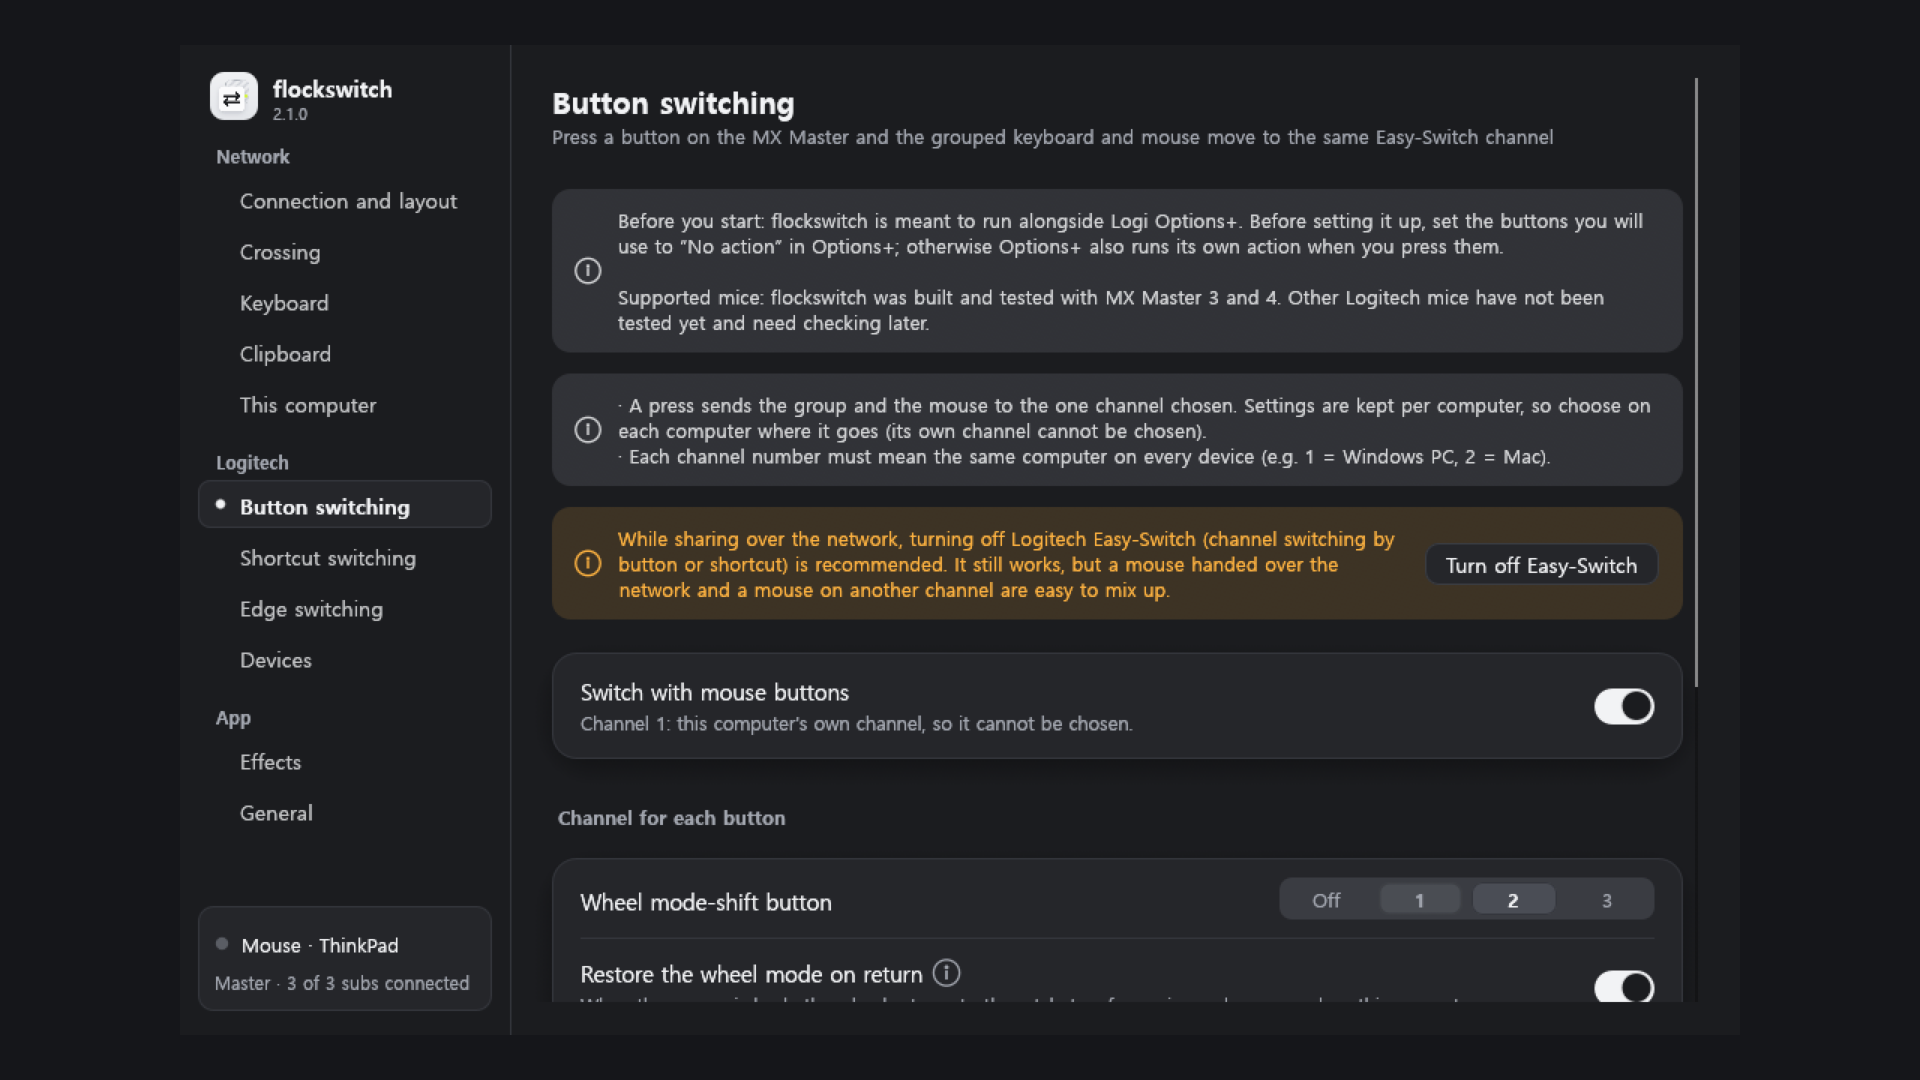 flockswitch
2.1.0
Network
Connection and layout
Crossing
Keyboard
Clipboard
This computer
Logitech
Button switching
Shortcut switching
Edge switching
Devices
App
Effects
General
Mouse · ThinkPad
Master · 3 of 3 subs connected
Button switching
Press a button on the MX Master and the grouped keyboard and mouse move to the same Easy-Switch channel
Before you start: flockswitch is meant to run alongside Logi Options+. Before setting it up, set the buttons you will
use to "No action" in Options+; otherwise Options+ also runs its own action when you press them.
Supported mice: flockswitch was built and tested with MX Master 3 and 4. Other Logitech mice have not been
tested yet and need checking later.
· A press sends the group and the mouse to the one channel chosen. Settings are kept per computer, so choose on
each computer where it goes (its own channel cannot be chosen).
· Each channel number must mean the same computer on every device (e.g. 1 = Windows PC, 2 = Mac).
While sharing over the network, turning off Logitech Easy-Switch (channel switching by
button or shortcut) is recommended. It still works, but a mouse handed over the
network and a mouse on another channel are easy to mix up.
Turn off Easy-Switch
Switch with mouse buttons
Channel 1: this computer's own channel, so it cannot be chosen.
Channel for each button
Wheel mode-shift button
Off 1 2 3
Restore the wheel mode on return